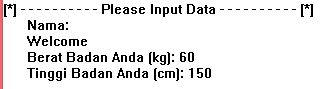 [*] - - - - - - - - - - Please Input Data - - - - - - - - - - [*]
Nama:
Welcome
Berat Badan Anda (kg): 60
Tinggi Badan Anda (cm): 150